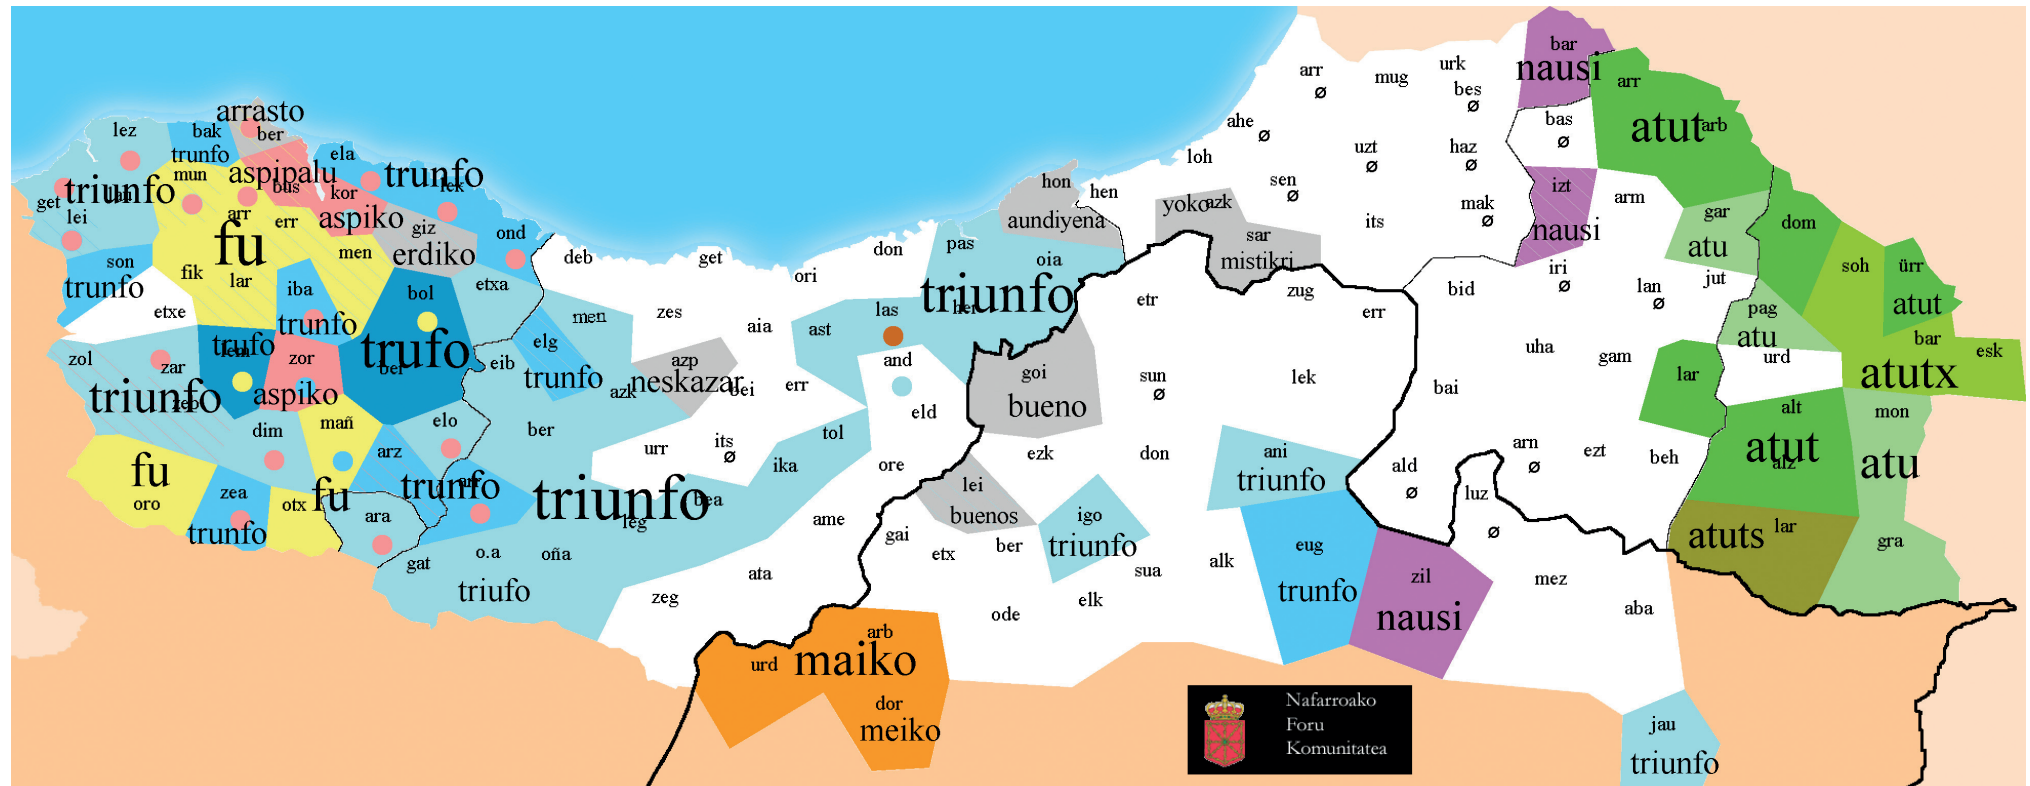 arrasto
lez
bak
ber
trunfo
ela
mun
aspipalu
trunfo
triunfo
lan
bus
kor
lek
get
lei
arr
err
aspiko
giz
ond
fu
men
erdiko
son
trunfo
fik
lar
iba
bol
etxa
etxe
trunfo
trufo
lem
zor
trufo
bei
zol
zar
triunfo
zeb
aspiko
dim
mañ
elo
arz
fu
oro
zea
otx
fu
trunfo
arr
trunfo
ara
gat
o.a
oña
triufo
deb
get
ori
don
pas
hon
hen
aundiyena
oia
triunfo
her
men
zes
aia
ast
las
elg
eib
trunfo
azp
neskazar
azk
bei
err
and
eld
ber
urr
its
ø
tol
ika
ore
triunfo
bea
leg
ame
ata
zeg
arr
ø
mug
urk
bes
ø
bar
nausi
ahe
ø
loh
uzt
ø
haz
ø
bas
ø
sen
ø
yoko
azk
sar
mistikri
its
mak
ø
izt
nausi
arm
arr
atut
arb
gar
atu
jut
dom
soh
ürr
atut
pag
atu
urd
bar
esk
atutx
etr
zug
err
bid
iri
ø
lan
ø
uha
gam
bai
lar
goi
bueno
sun
ø
lek
ezk
don
ani
triunfo
ald
ø
arn
ø
ezt
beh
luz
ø
alt
atut
alz
mon
atu
lei
buenos
gai
etx
ber
igo
triunfo
sua
alk
eug
trunfo
zil
nausi
mez
aba
atuts
lar
gra
ode
elk
arb
urd
maiko
dor
meiko
Nafarroako
Foru
Komunitatea
jau
triunfo